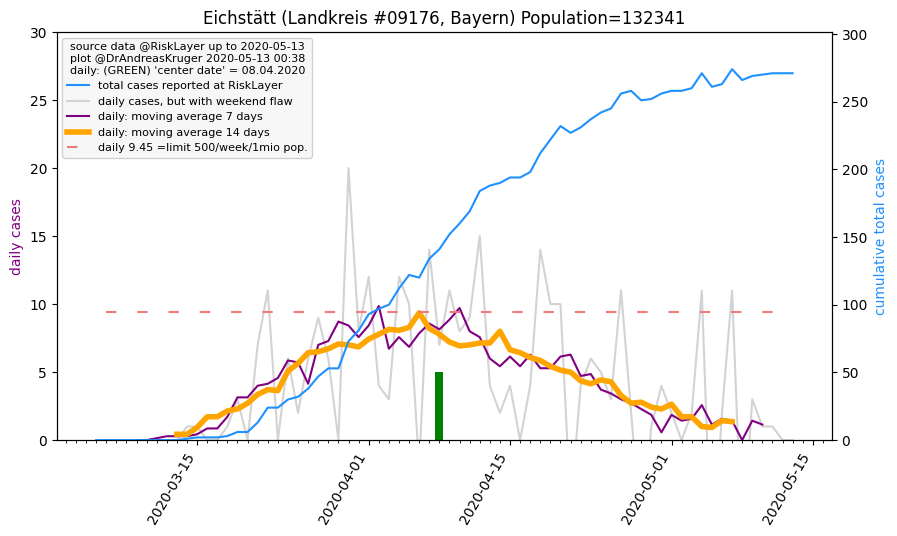 Eichstätt (Landkreis #09176, Bayern) Population=132341
source data @RiskLayer up to 2020-05-13
plot @DrAndreasKruger 2020-05-13 00:38
daily: (GREEN) 'center date' = 08.04.2020
total cases reported at RiskLayer
daily cases, but with weekend flaw
daily: moving average 7 days
daily: moving average 14 days
daily 9.45 =limit 500/week/1mio pop.
daily cases
30
25
20
15
10
5
0
cumulative total cases
300
250
200
150
100
50
0
2020-03-15
2020-04-01
2020-04-15
2020-05-01
2020-05-15